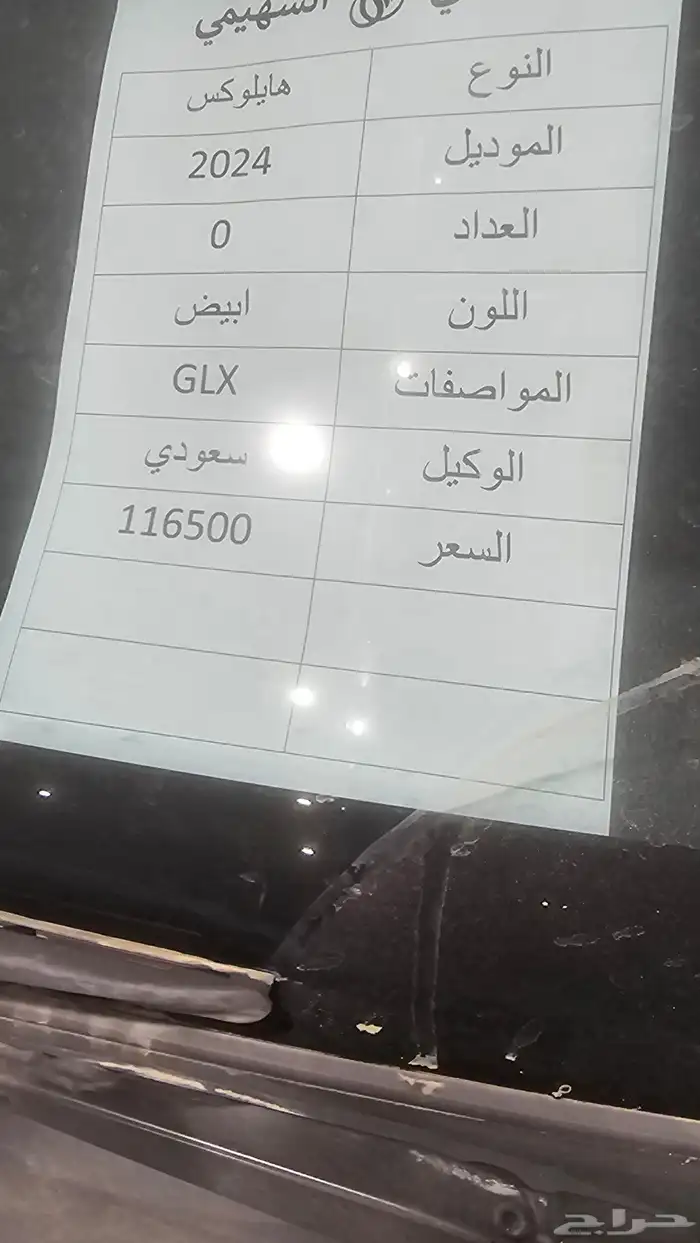 السهيمي
النوع هايلوكس
الموديل 2024
العداد 0
اللون ابيض
المواصفات GLX
الوكيل سعودي
السعر 116500
حراج